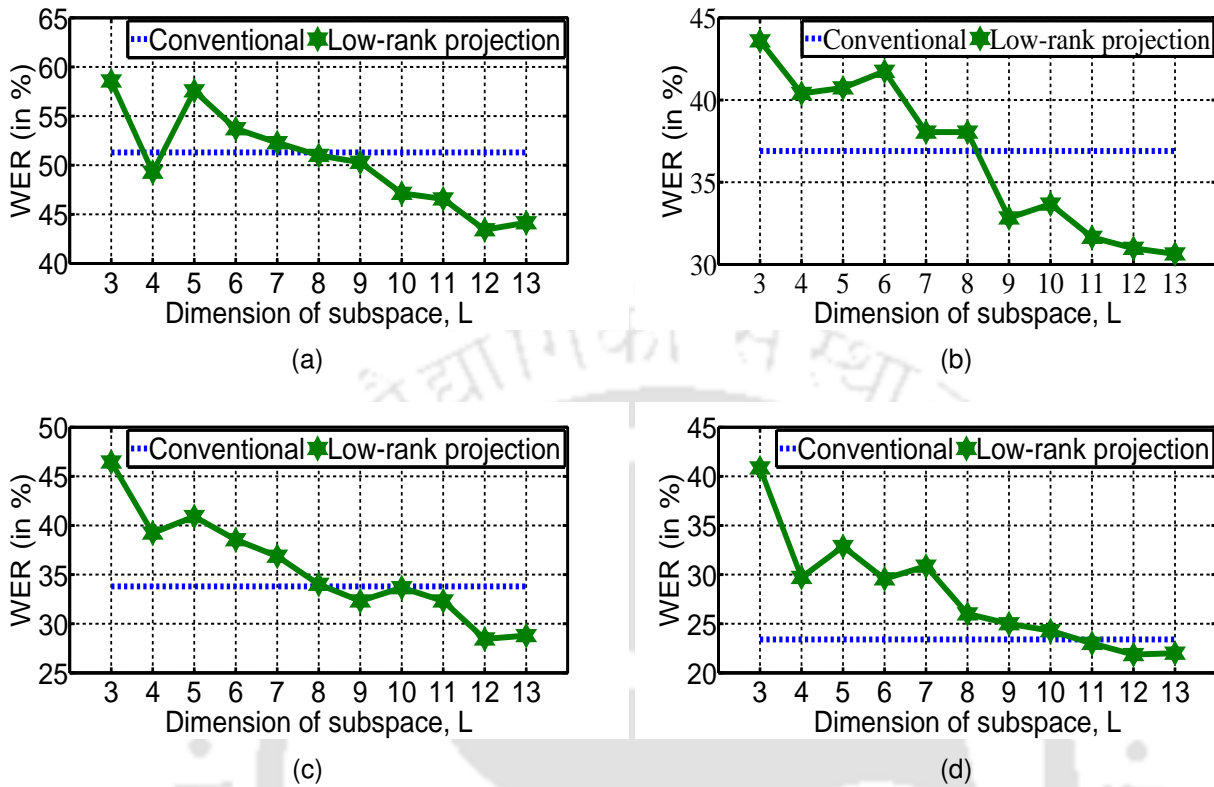 65
60
55
50
45
40
WER (in %)
Conventional Low-rank projection
3 4 5 6 7 8 9 10 11 12 13
Dimension of subspace, L
(a)
45
40
35
30
WER (in %)
Conventional Low-rank projection
3 4 5 6 7 8 9 10 11 12 13
Dimension of subspace, L
(b)
50
45
40
35
30
25
WER (in %)
Conventional Low-rank projection
3 4 5 6 7 8 9 10 11 12 13
Dimension of subspace, L
(c)
45
40
35
30
25
20
WER (in %)
Conventional Low-rank projection
3 4 5 6 7 8 9 10 11 12 13
Dimension of subspace, L
(d)